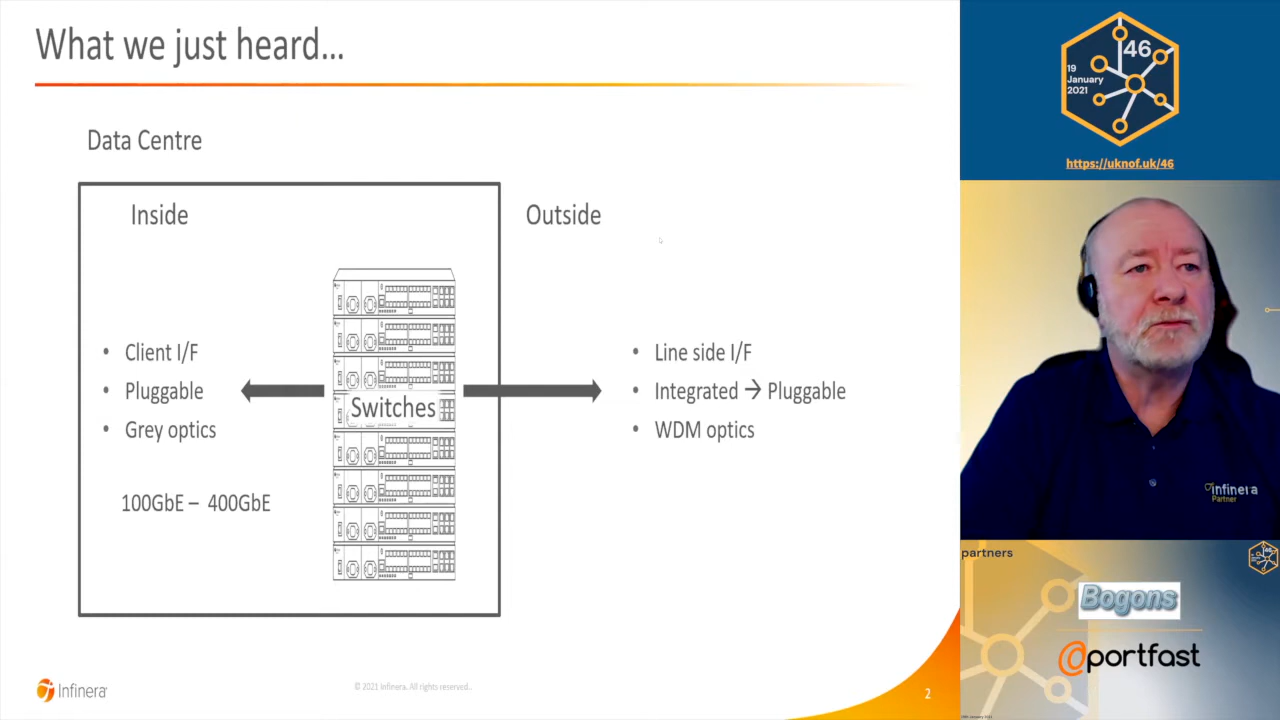 What we just heard...
Data Centre
Inside
Outside
• Client I/F
• Pluggable
• Grey optics
100GbE – 400GbE
Switches
• Line side I/F
• Integrated → Pluggable
• WDM optics
Infinera
© 2021 Infinera. All rights reserved..
2
46
19
January
2021
https://uknof.uk/46
infinera
Partner
partners
46
Bogons
@portfast